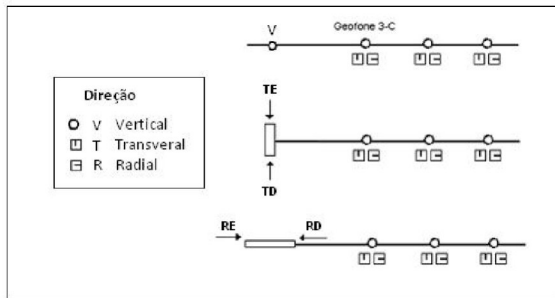 V
Geofone 3-C
Direção
V Vertical
T Transveral
R Radial
TE
TD
RE
RD